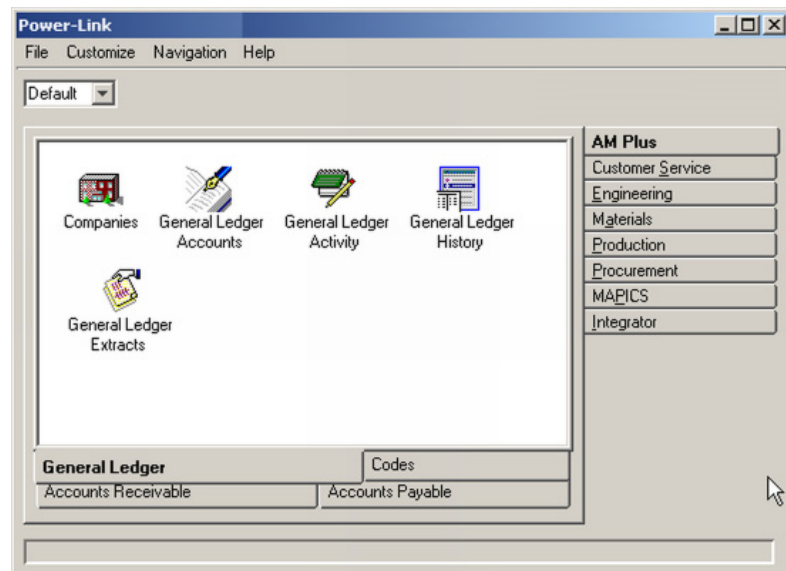 Power-Link
File Customize Navigation Help
Default
AM Plus
Customer Service
Engineering
Materials
Production
Procurement
MAPICS
Integrator
Companies
General Ledger
Accounts
General Ledger
Activity
General Ledger
History
General Ledger
Extracts
General Ledger
Codes
Accounts Receivable
Accounts Payable